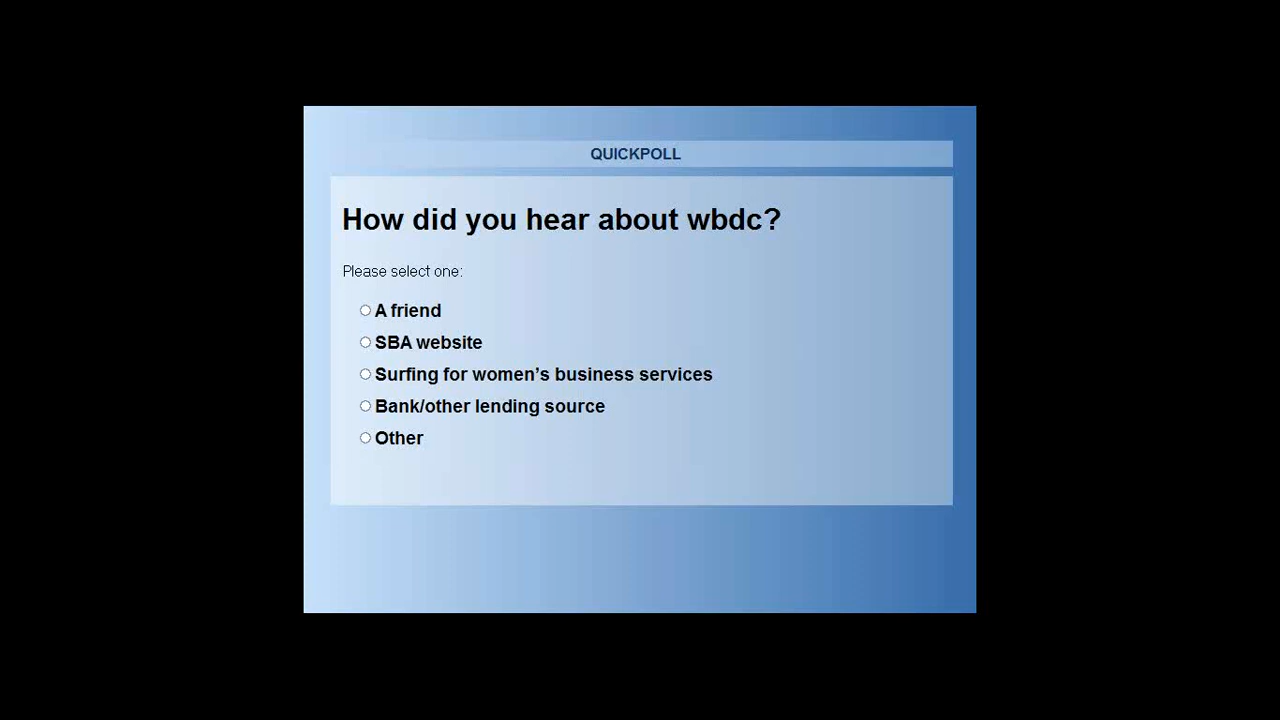 QUICKPOLL
How did you hear about wbdc?
Please select one:
A friend
SBA website
Surfing for women’s business services
Bank/other lending source
Other